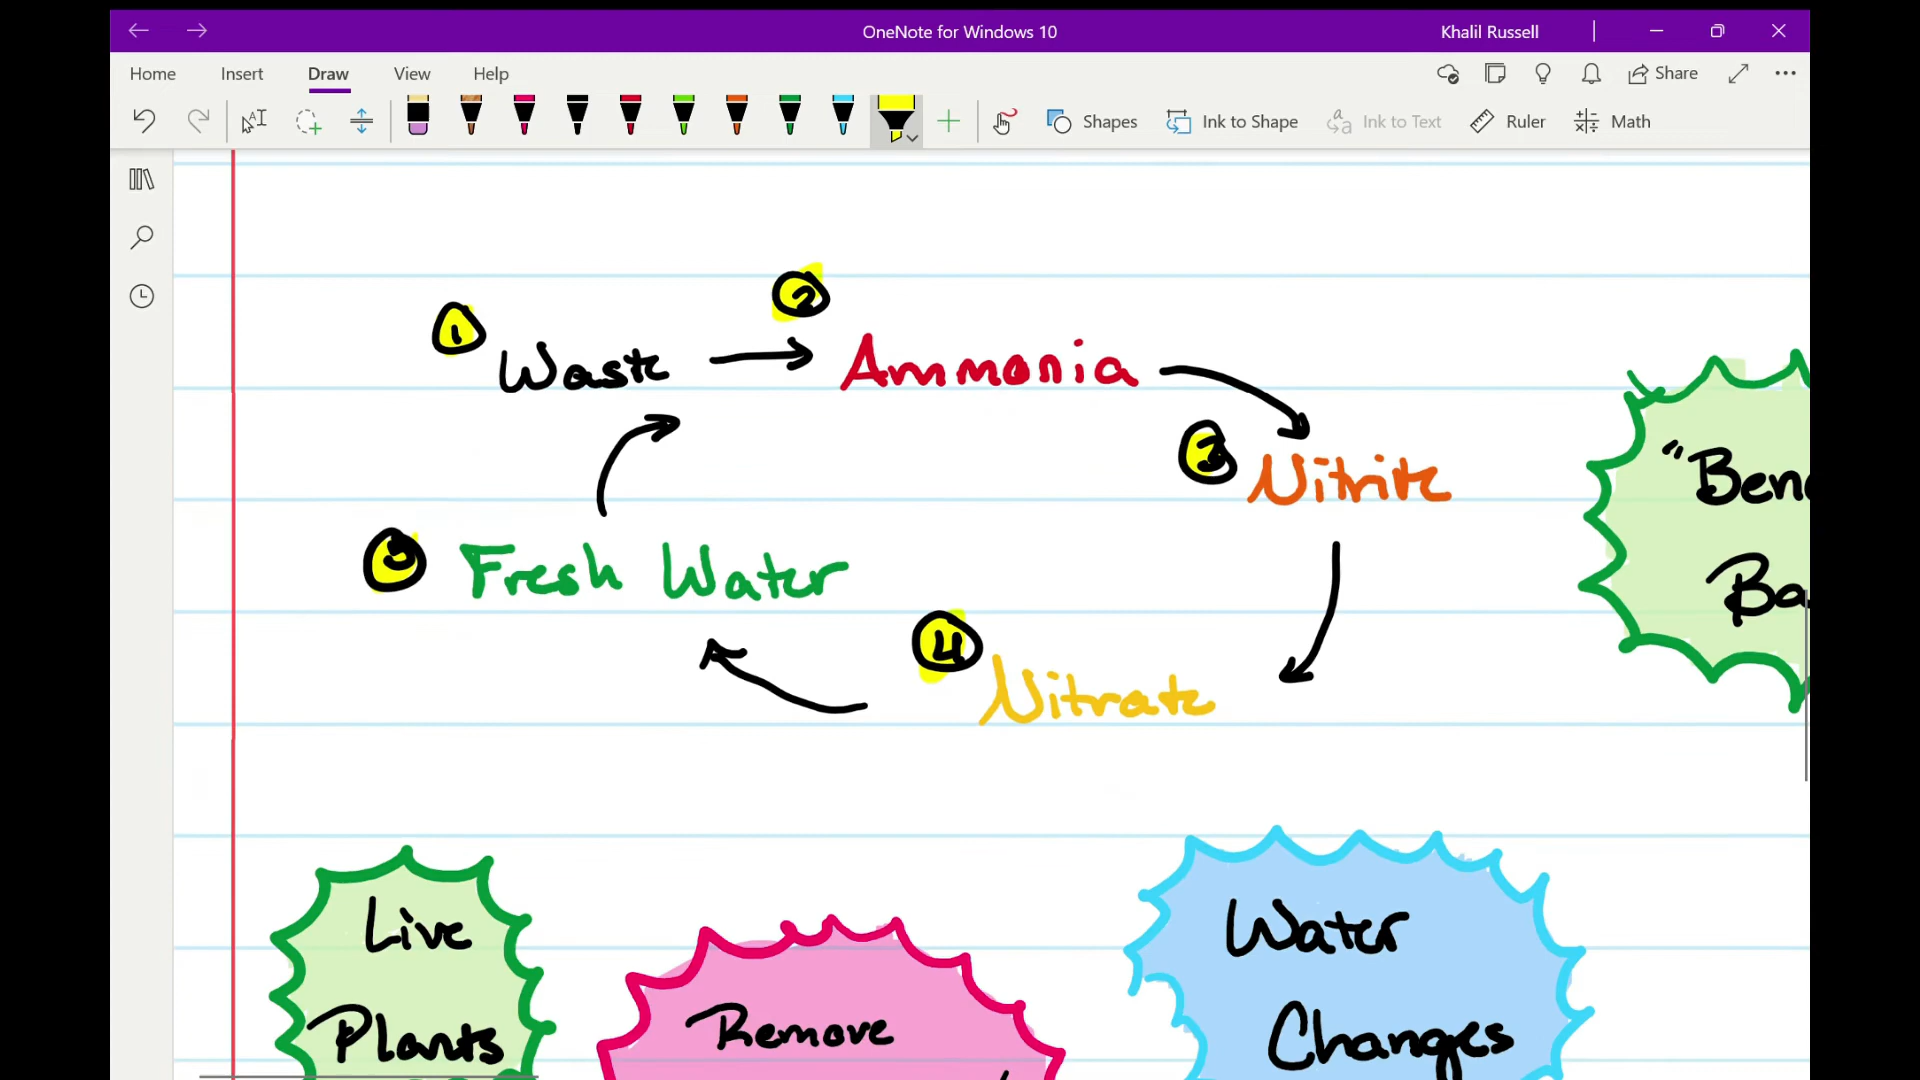 OneNote for Windows 10
Khalil Russell
Home Insert Draw View Help
Share
Shapes Ink to Shape Ink to Text Ruler Math
2
1
Waste Ammonia
3
Nitrite
"Ben
Fresh Water
Ba
4
Nitrate
Live
Plants
Remove
Water
Changes